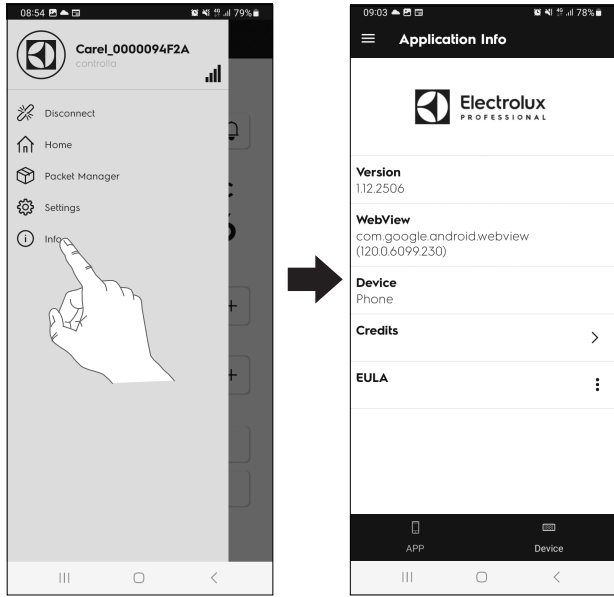 08:54 79%
Carel_0000094F2A
controlla
Disconnect
Home
Packet Manager
Settings
Info
C
09:03 78%
Application Info
Electrolux
PROFESSIONAL
Version
1.12.2506
WebView
com.google.android.webview
(120.0.6099.230)
Device
Phone
Credits
EULA
APP Device